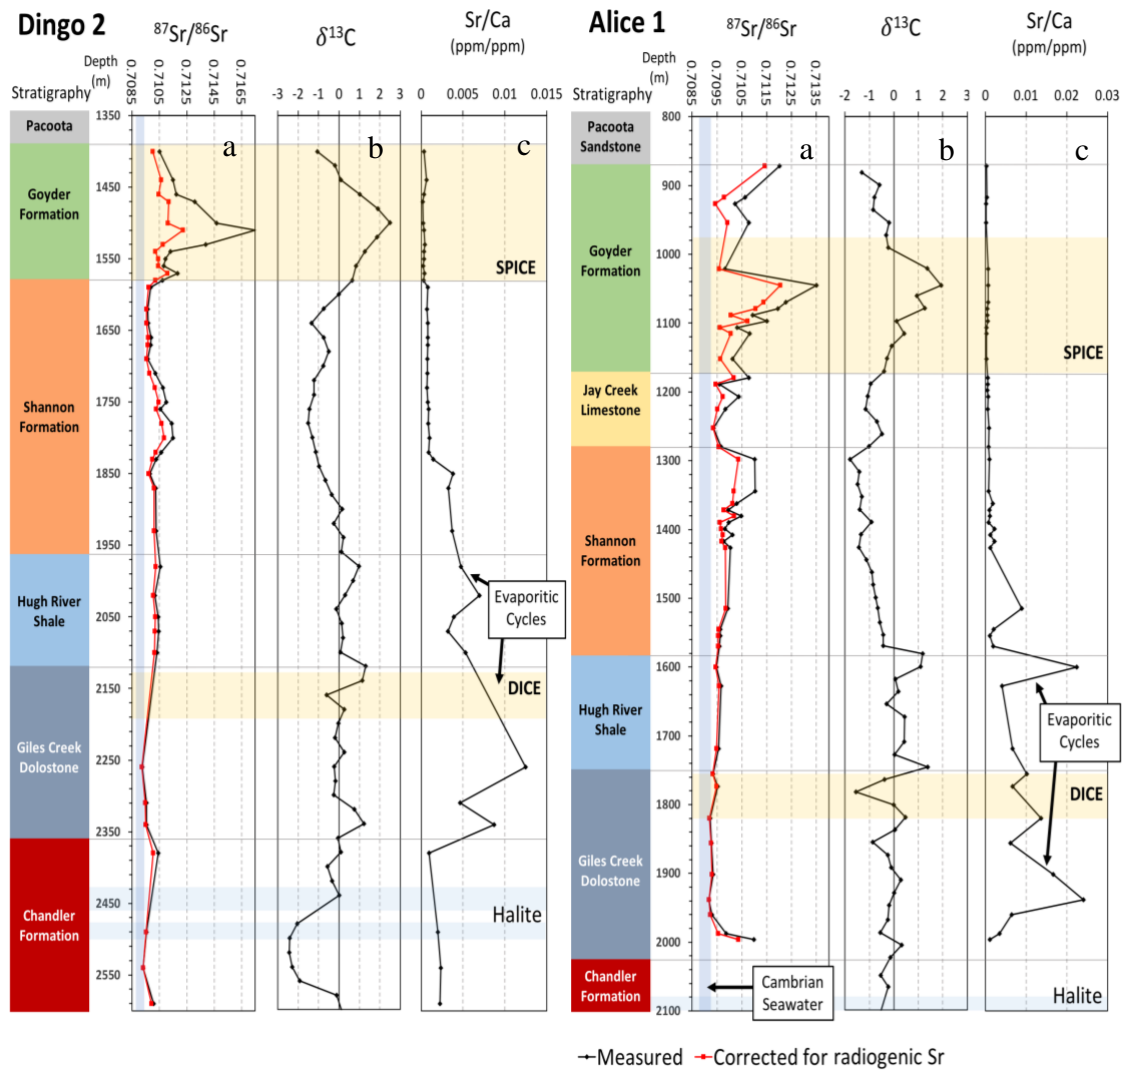 Dingo 2
87Sr/86Sr
δ13C
Sr/Ca
(ppm/ppm)
Depth
(m)
Stratigraphy
0.7085
0.7105
0.7125
0.7145
0.7165
-3 -2 -1 0 1 2 3
0 0.005 0.01 0.015
1350
1450
1550
1650
1750
1850
1950
2050
2150
2250
2350
2450
2550
Pacoota
Goyder
Formation
Shannon
Formation
Hugh River
Shale
Giles Creek
Dolostone
Chandler
Formation
a
b
c
SPICE
Evaporitic
Cycles
DICE
Halite
Alice 1
87Sr/86Sr
δ13C
Sr/Ca
(ppm/ppm)
Depth
(m)
Stratigraphy
0.7085
0.7095
0.7105
0.7115
0.7125
0.7135
-2 -1 0 1 2 3
0 0.01 0.02 0.03
800
900
1000
1100
1200
1300
1400
1500
1600
1700
1800
1900
2000
2100
Pacoota
Sandstone
Goyder
Formation
Jay Creek
Limestone
Shannon
Formation
Hugh River
Shale
Giles Creek
Dolostone
Chandler
Formation
a
b
c
SPICE
Evaporitic
Cycles
DICE
Cambrian
Seawater
Halite
Measured Corrected for radiogenic Sr